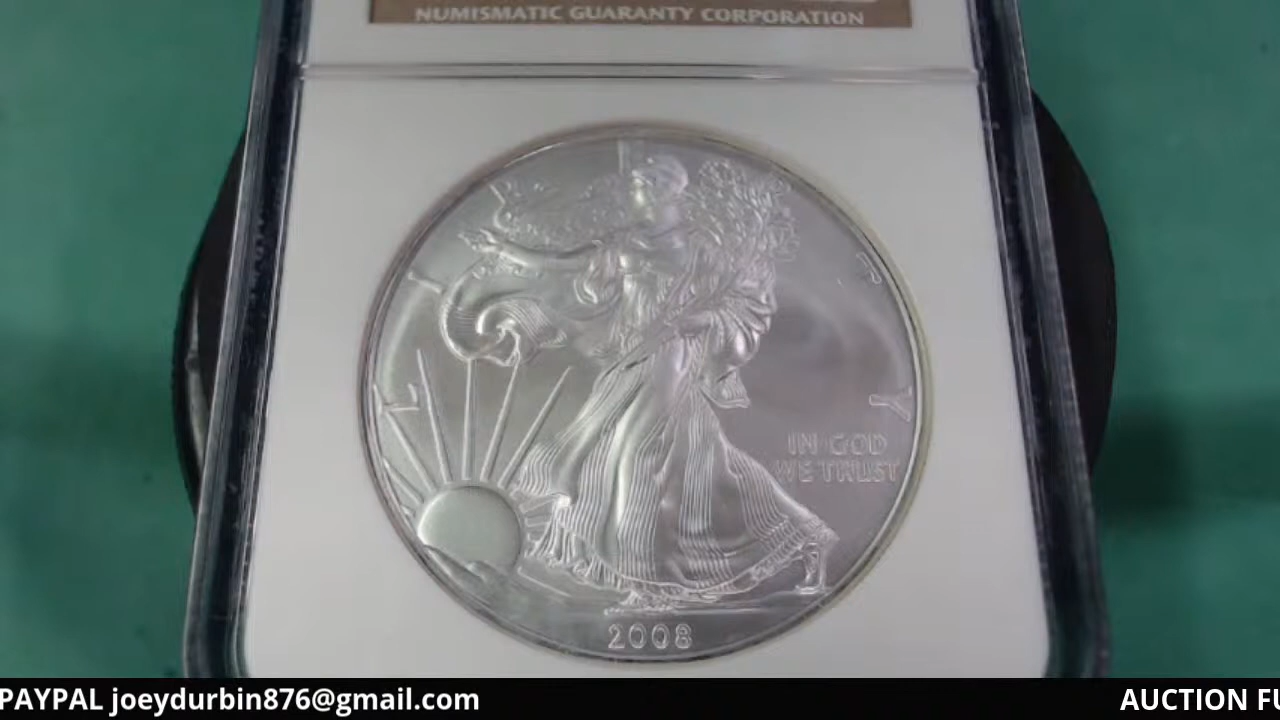 NUMISMATIC GUARANTY CORPORATION
L I
R T Y
IN GOD
WE TRUST
2008
PAYPAL joeydurbin876@gmail.com
AUCTION FU